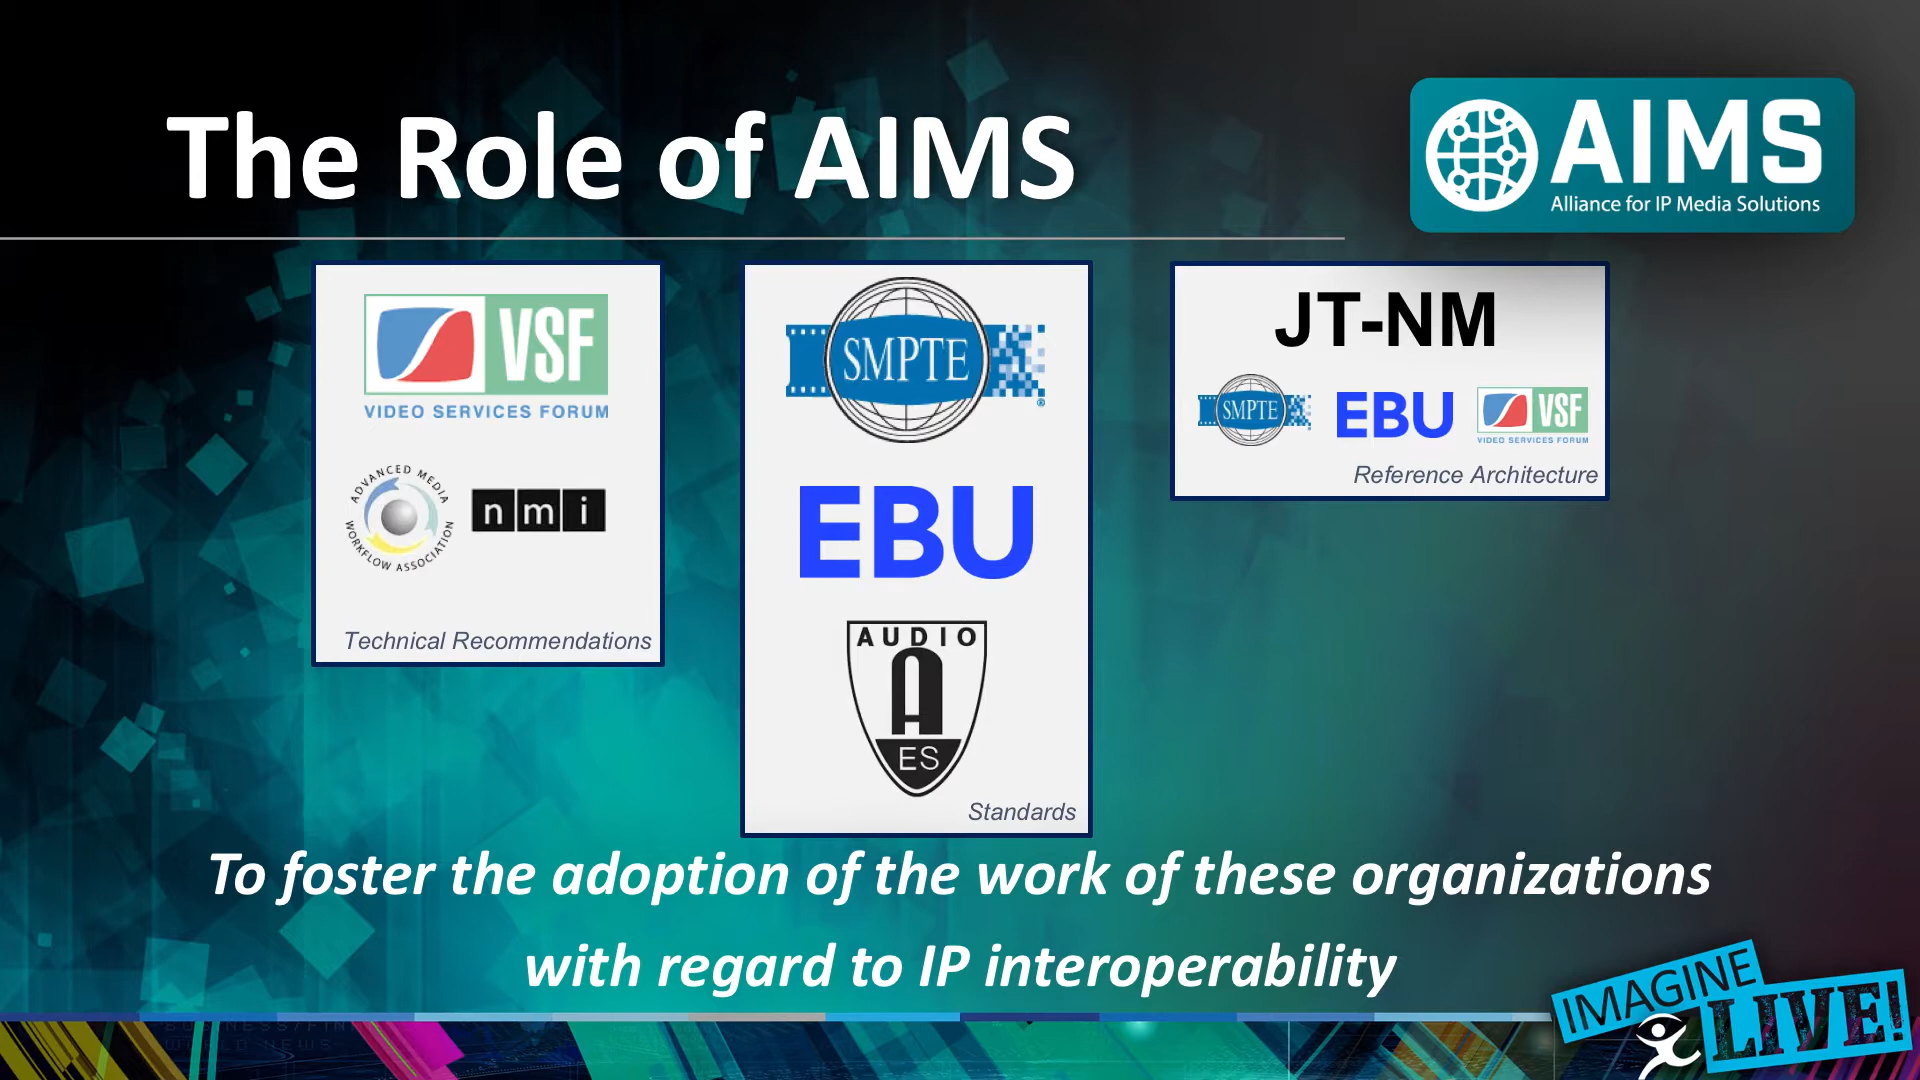 The Role of AIMS
AIMS
Alliance for IP Media Solutions
VSF
VIDEO SERVICES FORUM
ADVANCED MEDIA
WORKFLOW ASSOCIATION
nmi
Technical Recommendations
SMPTE
®
EBU
AUDIO
A
ES
Standards
JT-NM
SMPTE
EBU
VSF
VIDEO SERVICES FORUM
Reference Architecture
To foster the adoption of the work of these organizations
with regard to IP interoperability
IMAGINE
LIVE!